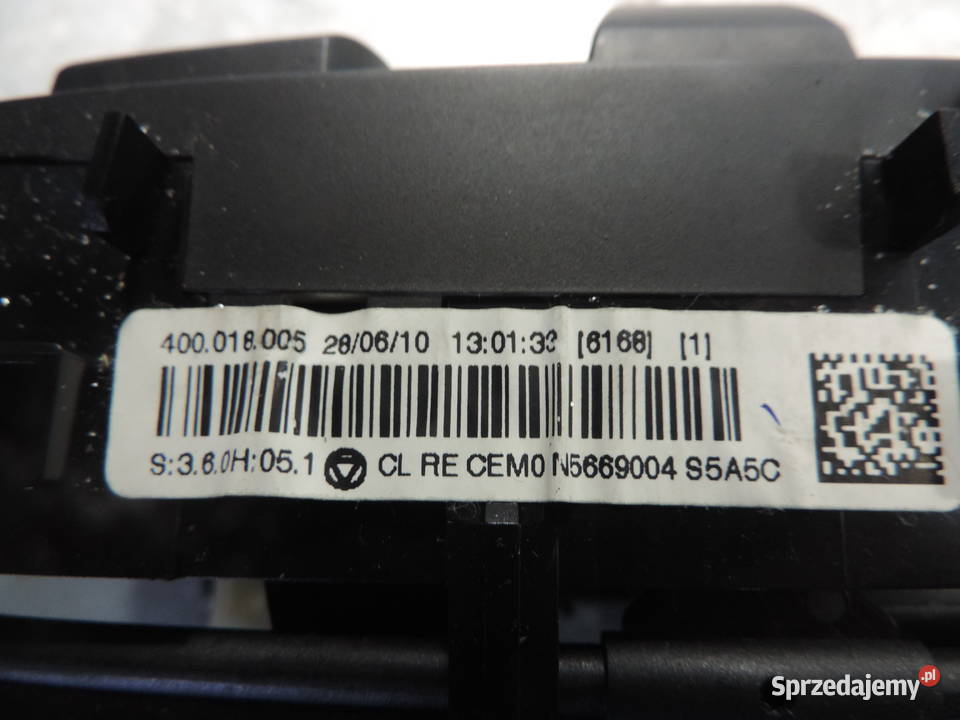 400.018.005 28/06/10 13:01:33 [6168] [1]
S:3.6.0H:05.1 CL RE CEM0 N5669004 S5A5C
Sprzedajemy.pl